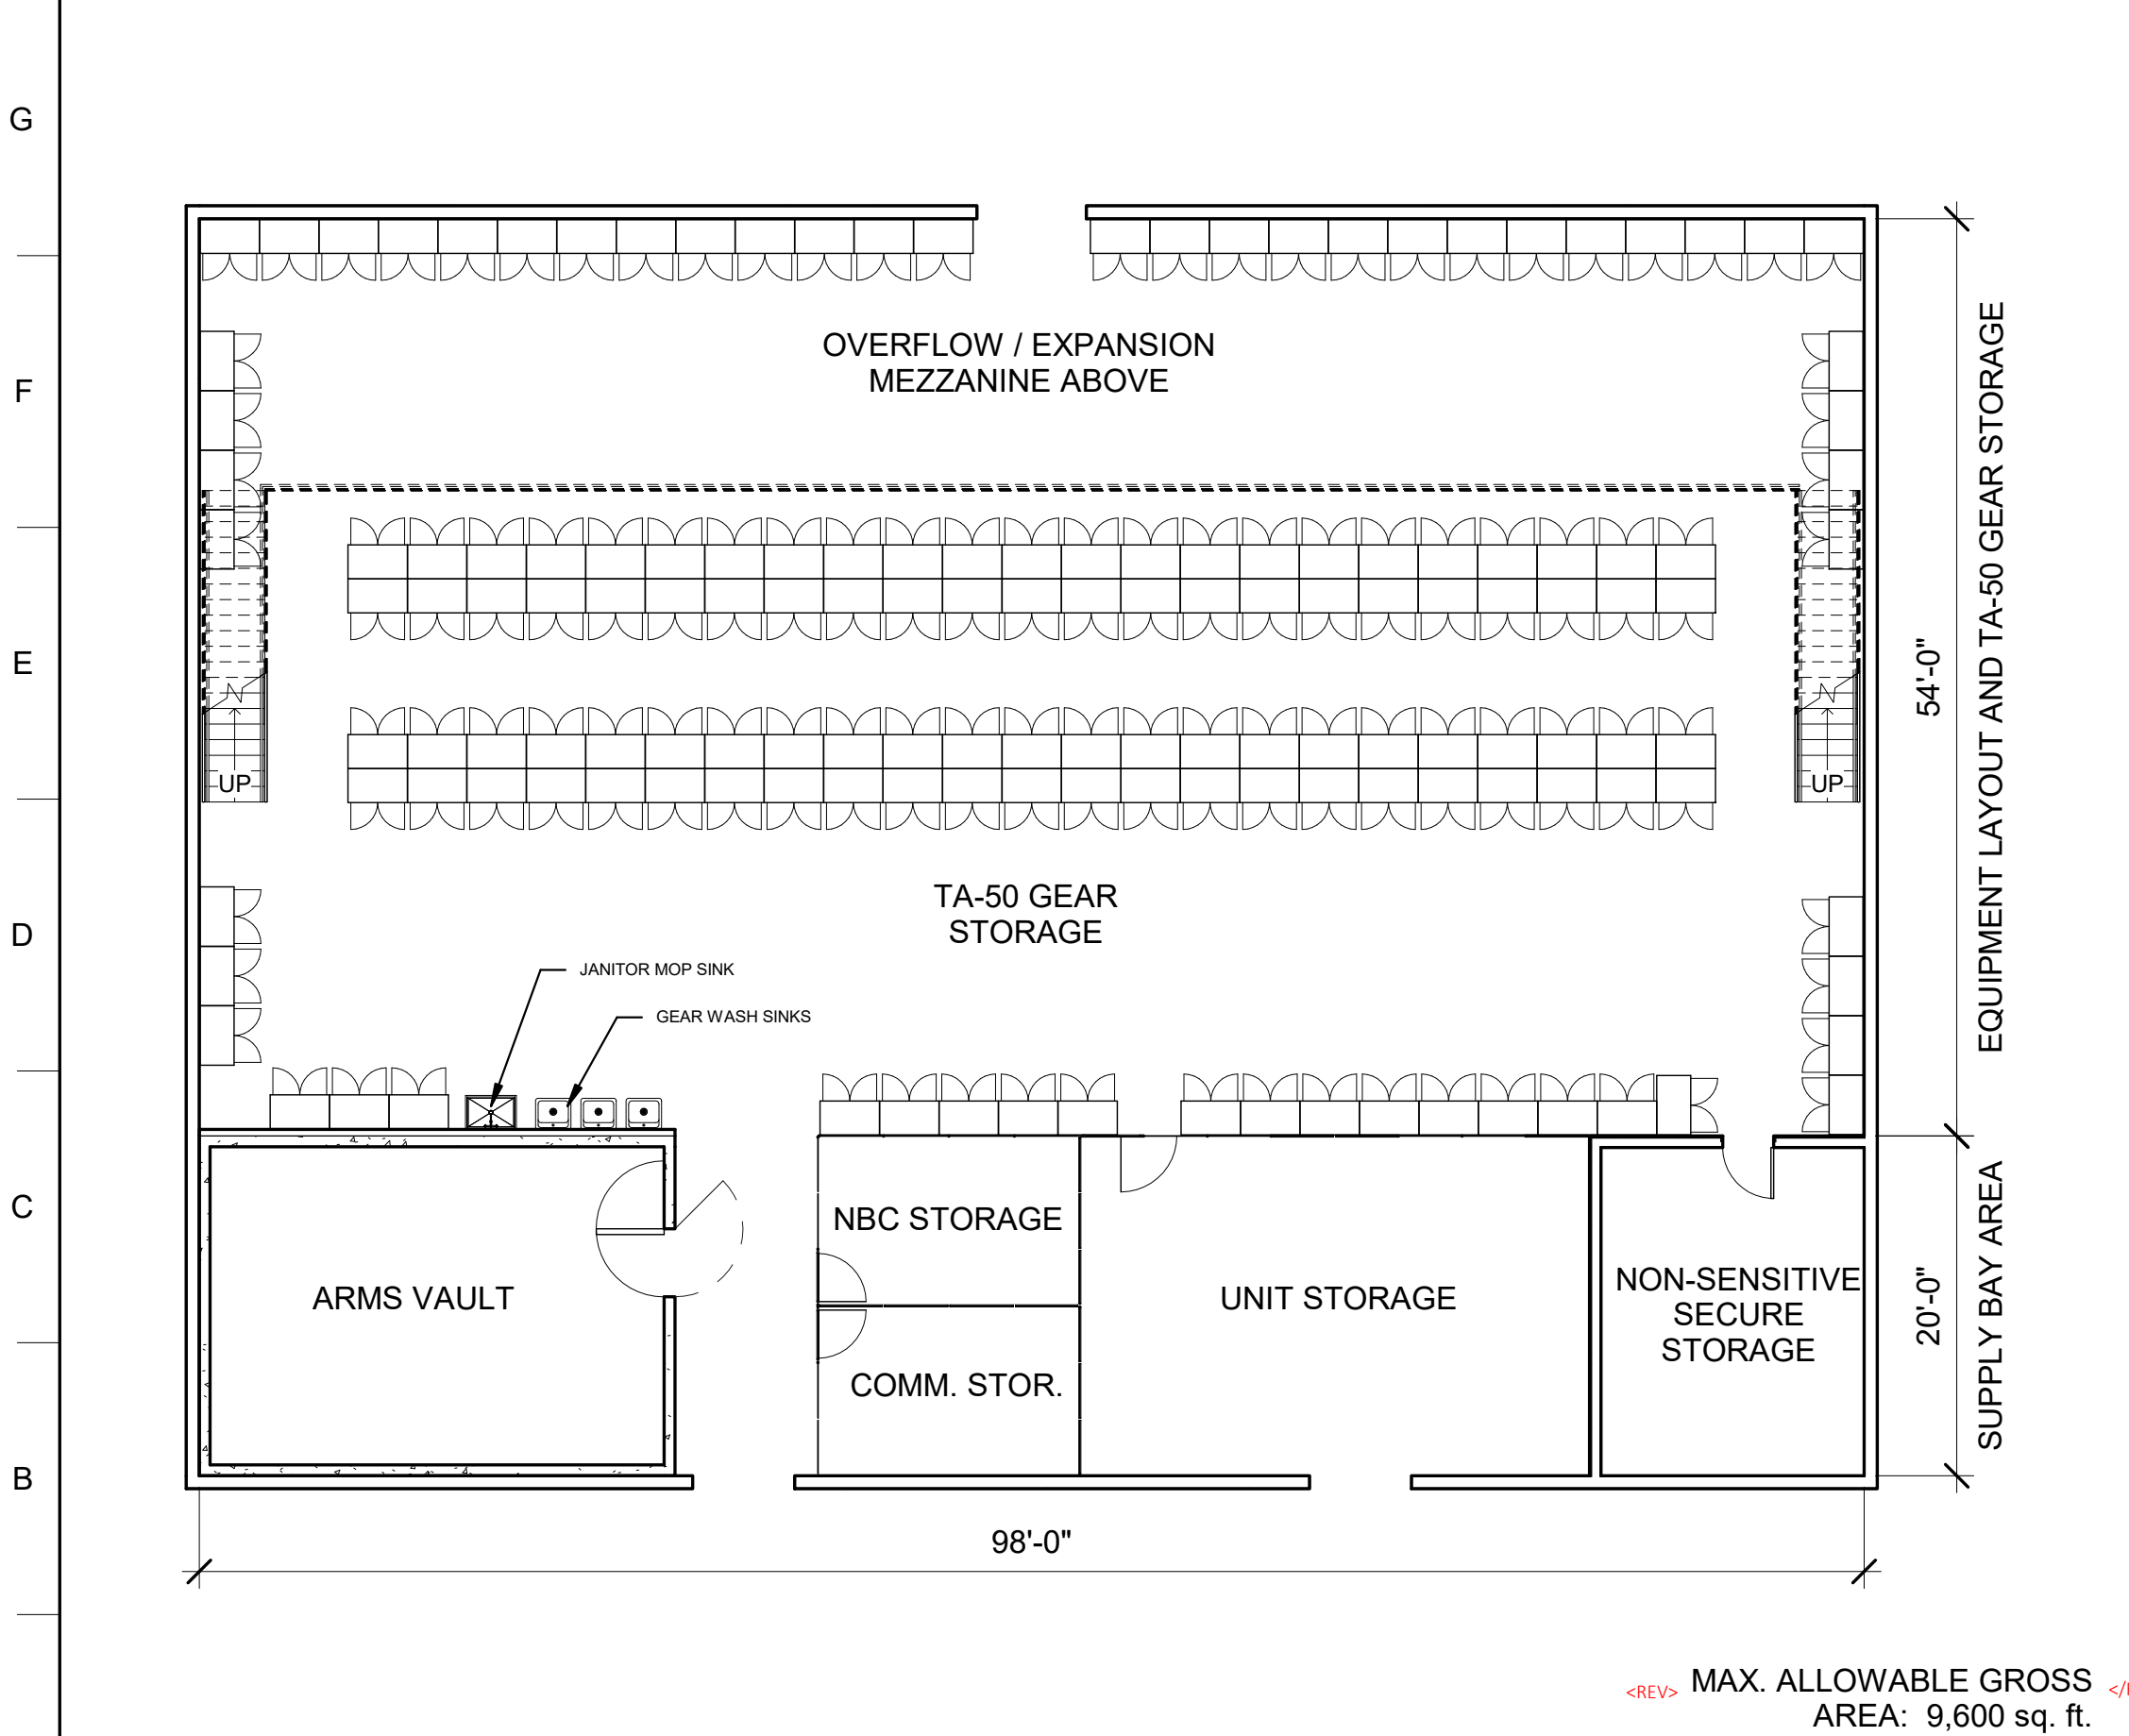 G
F
E
D
C
B
OVERFLOW / EXPANSION
MEZZANINE ABOVE
UP
UP
TA-50 GEAR
STORAGE
JANITOR MOP SINK
GEAR WASH SINKS
ARMS VAULT
NBC STORAGE
COMM. STOR.
UNIT STORAGE
NON-SENSITIVE
SECURE
STORAGE
54'-0"
EQUIPMENT LAYOUT AND TA-50 GEAR STORAGE
20'-0"
SUPPLY BAY AREA
98'-0"
<REV> MAX. ALLOWABLE GROSS </
AREA: 9,600 sq. ft.